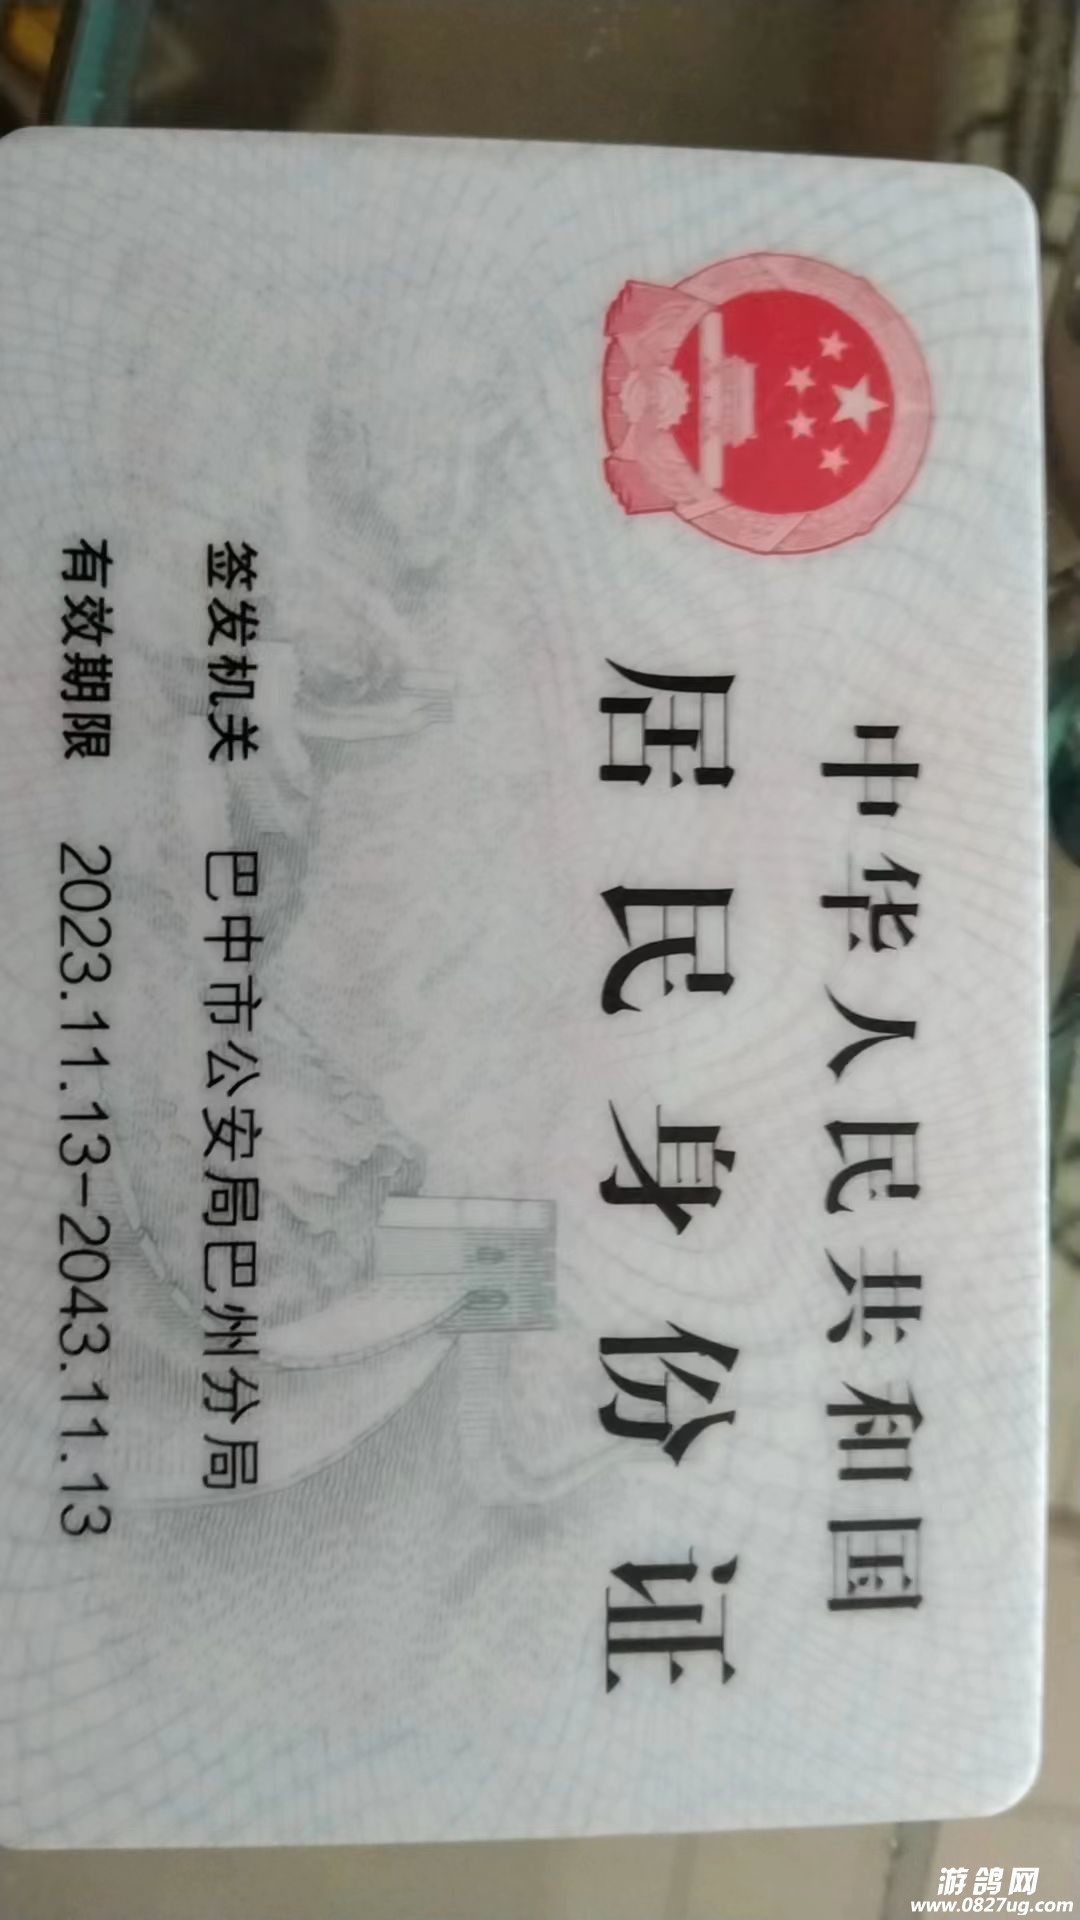 中华人民共和国
居民身份证
签发机关 巴中市公安局巴州分局
有效期限 2023.11.13-2043.11.13
游鸽网
www.0827ug.com